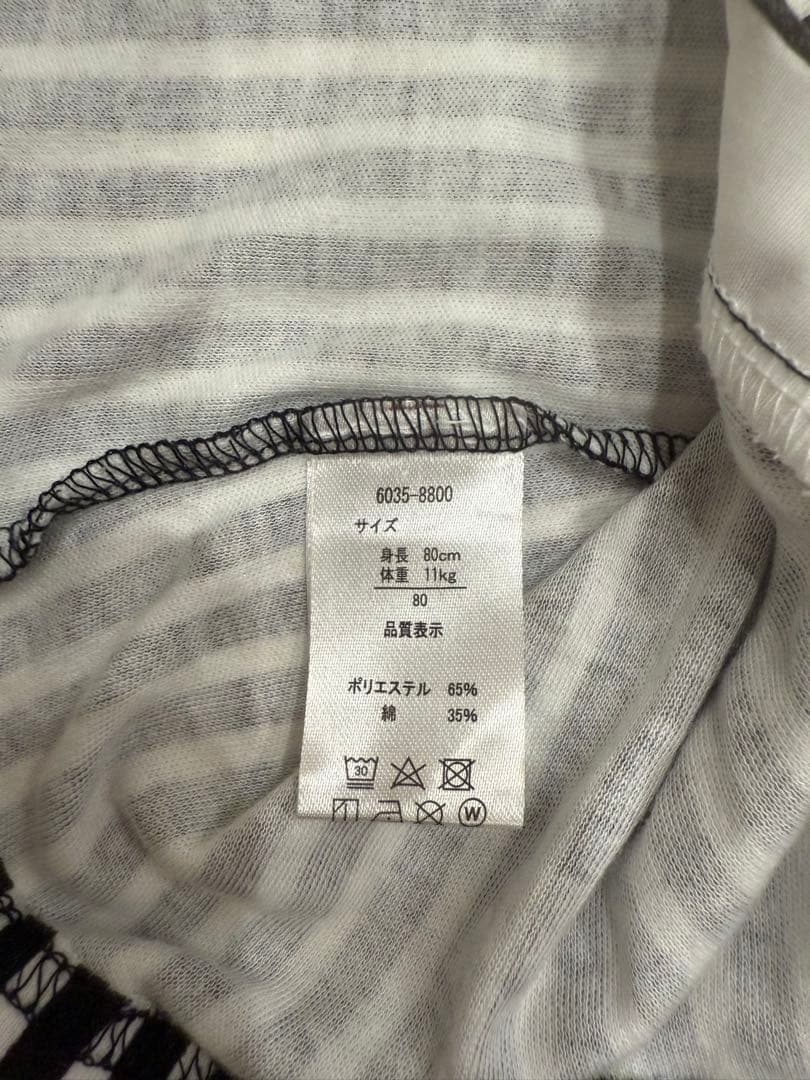 6035-8800
サイズ
身長 80cm
体重 11kg
80
品質表示
ポリエステル 65%
綿 35%
30
W